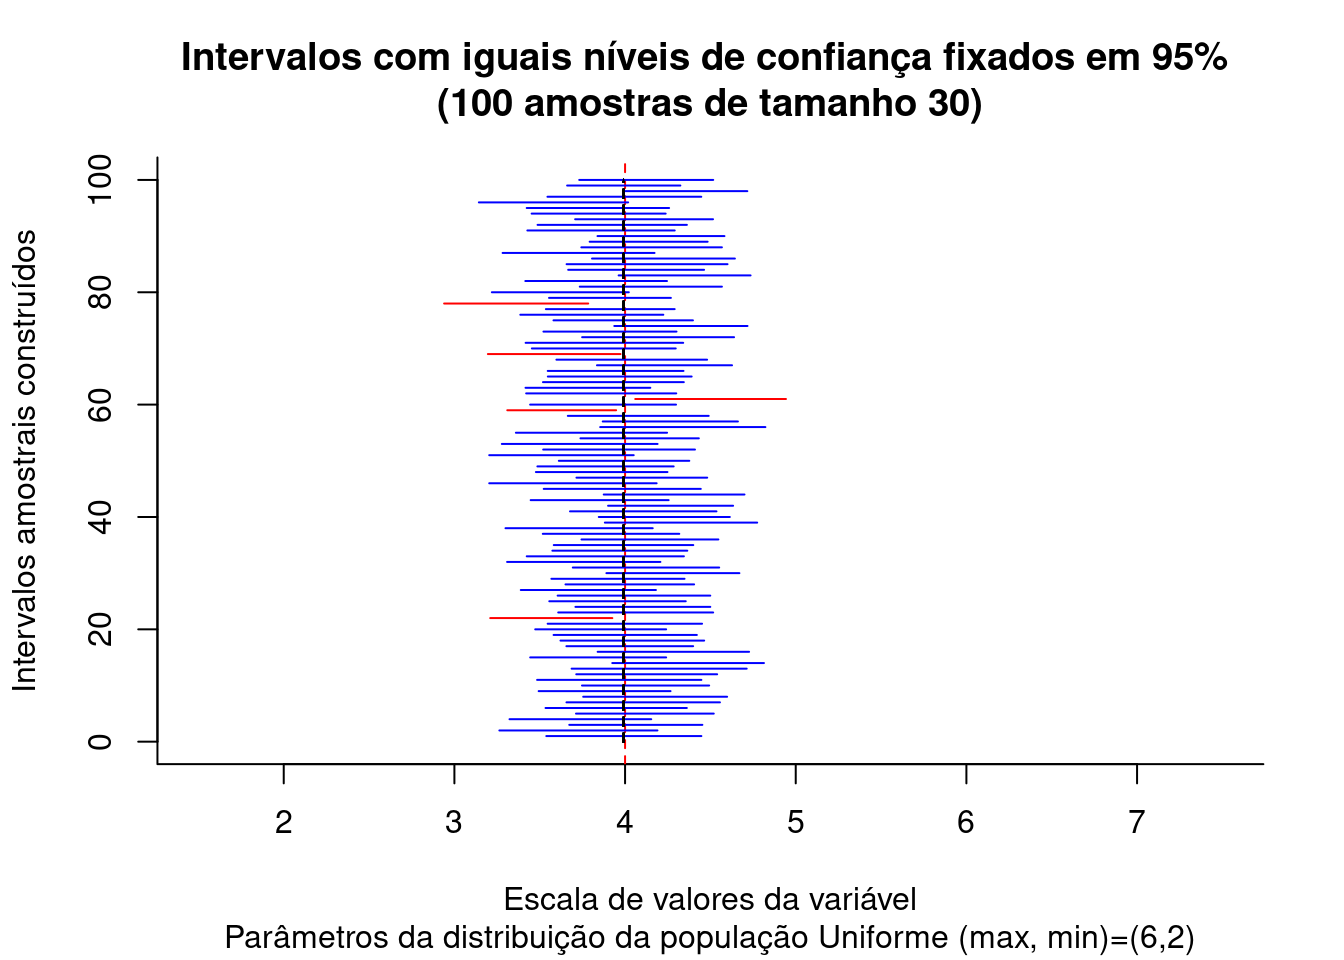 Intervalos com iguais níveis de confiança fixados em 95%
(100 amostras de tamanho 30)
Intervalos amostrais construídos
100
80
60
40
20
0
2 3 4 5 6 7
Escala de valores da variável
Parâmetros da distribuição da população Uniforme (max, min)=(6,2)